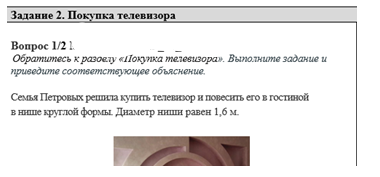 Задание 2. Покупка телевизора
Вопрос 1/2
Обратитесь к разделу «Покупка телевизора». Выполните задание и
приведите соответствующее объяснение.
Семья Петровых решила купить телевизор и повесить его в гостиной
в нише круглой формы. Диаметр ниши равен 1,6 м.